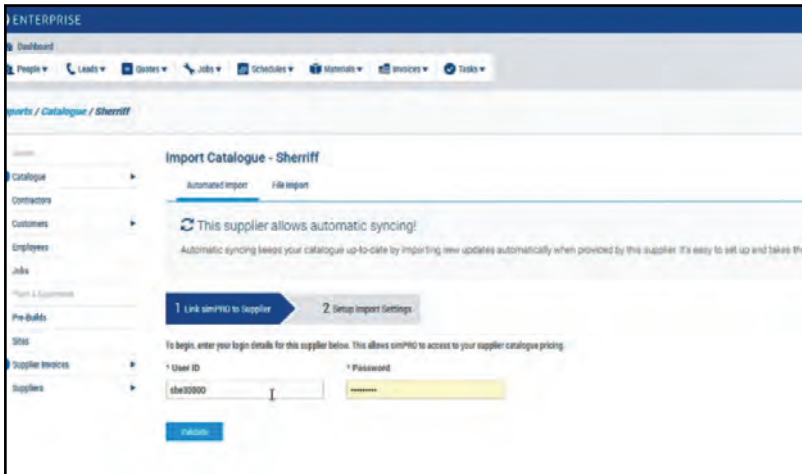 ENTERPRISE
Dashboard
People Leads Quotes Jobs Schedules Materials Invoices Tasks
/ Catalogue / Sherriff
Import Catalogue - Sherriff
Automated Import File Import
This supplier allows automatic syncing!
Automatic syncing keeps your catalogue up-to-date by importing new updates automatically when provided by this supplier. It's easy to set up and takes
1 Link simPRO to Supplier 2 Setup Import Settings
To begin, enter your login details for this supplier below. This allows simPRO to access to your supplier catalogue pricing.
* User ID * Password
she30800
Validate
Catalogue
Contractors
Customers
Employees
Jobs
Pre-Builds
Sites
Supplier Invoices
Suppliers